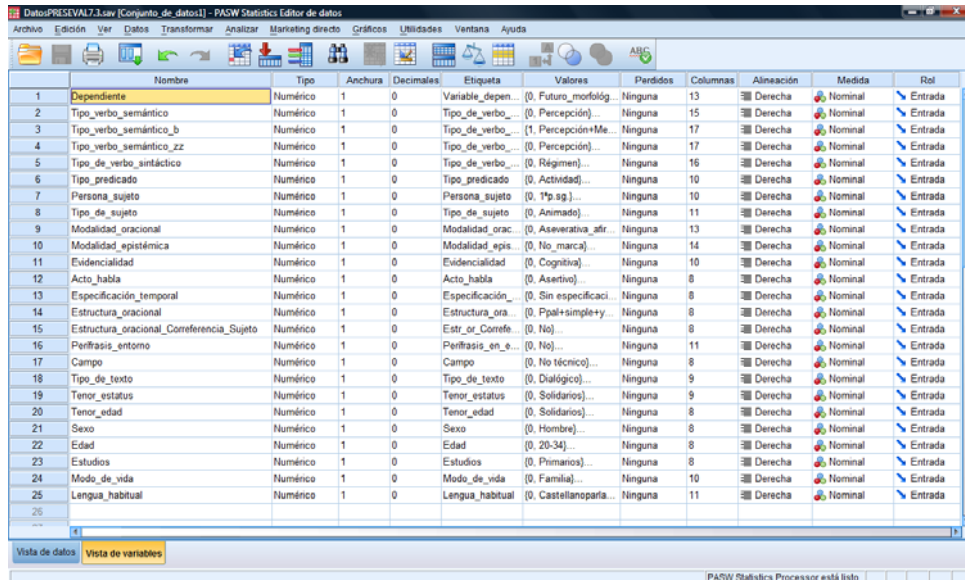 DatosPRESEVAL7.3.sav [Conjunto_de_datos1] - PASW Statistics Editor de datos
Archivo Edición Ver Datos Transformar Analizar Marketing directo Gráficos Utilidades Ventana Ayuda
Nombre Tipo Anchura Decimales Etiqueta Valores Perdidos Columnas Alineación Medida Rol
1 Dependiente Numérico 1 0 Variable_depen... {0, Futuro_morfológ... Ninguna 13 Derecha Nominal Entrada
2 Tipo_verbo_semántico Numérico 1 0 Tipo_de_verbo_... {0, Percepción}... Ninguna 15 Derecha Nominal Entrada
3 Tipo_verbo_semántico_b Numérico 1 0 Tipo_de_verbo_... {1, Percepción+Me... Ninguna 17 Derecha Nominal Entrada
4 Tipo_verbo_semántico_zz Numérico 1 0 Tipo_de_verbo_... {0, Percepción}... Ninguna 17 Derecha Nominal Entrada
5 Tipo_de_verbo_sintáctico Numérico 1 0 Tipo_de_verbo_... {0, Régimen}... Ninguna 16 Derecha Nominal Entrada
6 Tipo_predicado Numérico 1 0 Tipo_predicado {0, Actividad}... Ninguna 10 Derecha Nominal Entrada
7 Persona_sujeto Numérico 1 0 Persona_sujeto {0, 1ªp.sg.}... Ninguna 10 Derecha Nominal Entrada
8 Tipo_de_sujeto Numérico 1 0 Tipo_de_sujeto {0, Animado}... Ninguna 11 Derecha Nominal Entrada
9 Modalidad_oracional Numérico 1 0 Modalidad_orac... {0, Aseverativa_afir... Ninguna 13 Derecha Nominal Entrada
10 Modalidad_epistémica Numérico 1 0 Modalidad_epis... {0, No_marca}... Ninguna 14 Derecha Nominal Entrada
11 Evidencialidad Numérico 1 0 Evidencialidad {0, Cognitiva}... Ninguna 10 Derecha Nominal Entrada
12 Acto_habla Numérico 1 0 Acto_habla {0, Asertivo}... Ninguna 8 Derecha Nominal Entrada
13 Especificación_temporal Numérico 1 0 Especificación_... {0, Sin especificaci... Ninguna 8 Derecha Nominal Entrada
14 Estructura_oracional Numérico 1 0 Estructura_ora... {0, Ppal+simple+y... Ninguna 8 Derecha Nominal Entrada
15 Estructura_oracional_Correferencia_Sujeto Numérico 1 0 Estr_or_Correfe... {0, No}... Ninguna 8 Derecha Nominal Entrada
16 Perífrasis_entorno Numérico 1 0 Perífrasis_en_e... {0, No}... Ninguna 11 Derecha Nominal Entrada
17 Campo Numérico 1 0 Campo {0, No técnico}... Ninguna 8 Derecha Nominal Entrada
18 Tipo_de_texto Numérico 1 0 Tipo_de_texto {0, Dialógico}... Ninguna 9 Derecha Nominal Entrada
19 Tenor_estatus Numérico 1 0 Tenor_estatus {0, Solidarios}... Ninguna 9 Derecha Nominal Entrada
20 Tenor_edad Numérico 1 0 Tenor_edad {0, Solidarios}... Ninguna 8 Derecha Nominal Entrada
21 Sexo Numérico 1 0 Sexo {0, Hombre}... Ninguna 8 Derecha Nominal Entrada
22 Edad Numérico 1 0 Edad {0, 20-34}... Ninguna 8 Derecha Nominal Entrada
23 Estudios Numérico 1 0 Estudios {0, Primarios}... Ninguna 8 Derecha Nominal Entrada
24 Modo_de_vida Numérico 1 0 Modo_de_vida {0, Familia}... Ninguna 10 Derecha Nominal Entrada
25 Lengua_habitual Numérico 1 0 Lengua_habitual {0, Castellanoparla... Ninguna 11 Derecha Nominal Entrada
26
Vista de datos Vista de variables
PASW Statistics Processor está listo